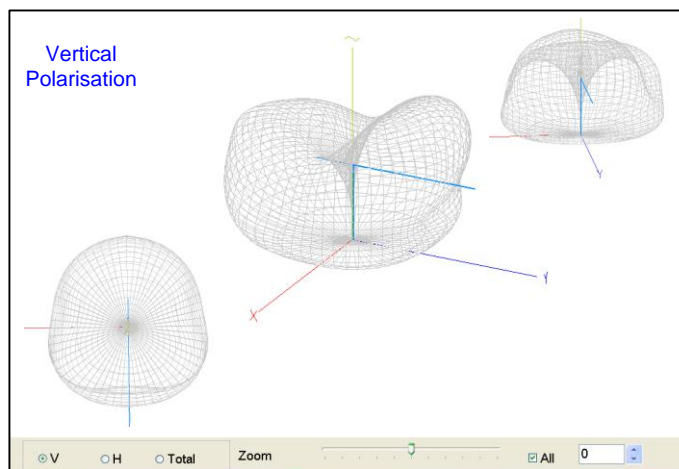 Vertical
Polarisation
Y
Y
X
V H Total Zoom All 0